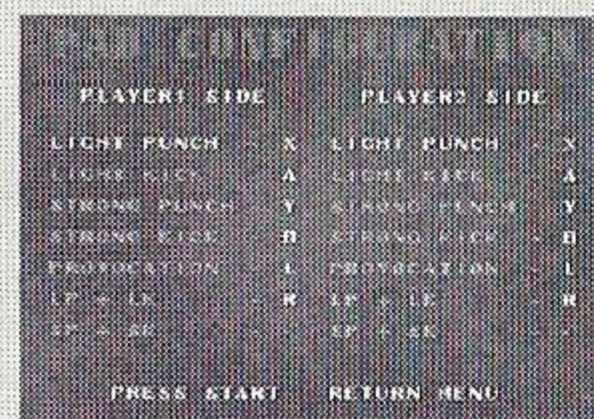 PAD CONFIGURATION
PLAYER1 SIDE PLAYER2 SIDE
LIGHT PUNCH - X LIGHT PUNCH - X
LIGHT KICK - A LIGHT KICK - A
STRONG PUNCH - Y STRONG PUNCH - Y
STRONG KICK - B STRONG KICK - B
PROVOCATION - L PROVOCATION - L
LP + LK - R LP + LK - R
SP + SK - - SP + SK - -
PRESS START RETURN MENU